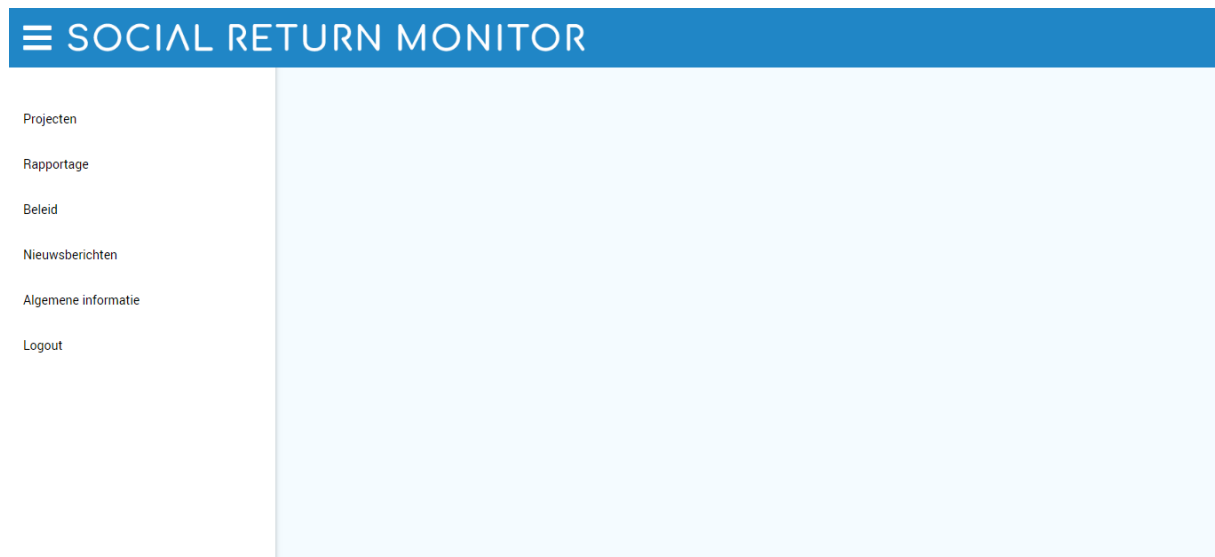 SOCIAL RETURN MONITOR
Projecten
Rapportage
Beleid
Nieuwsberichten
Algemene informatie
Logout